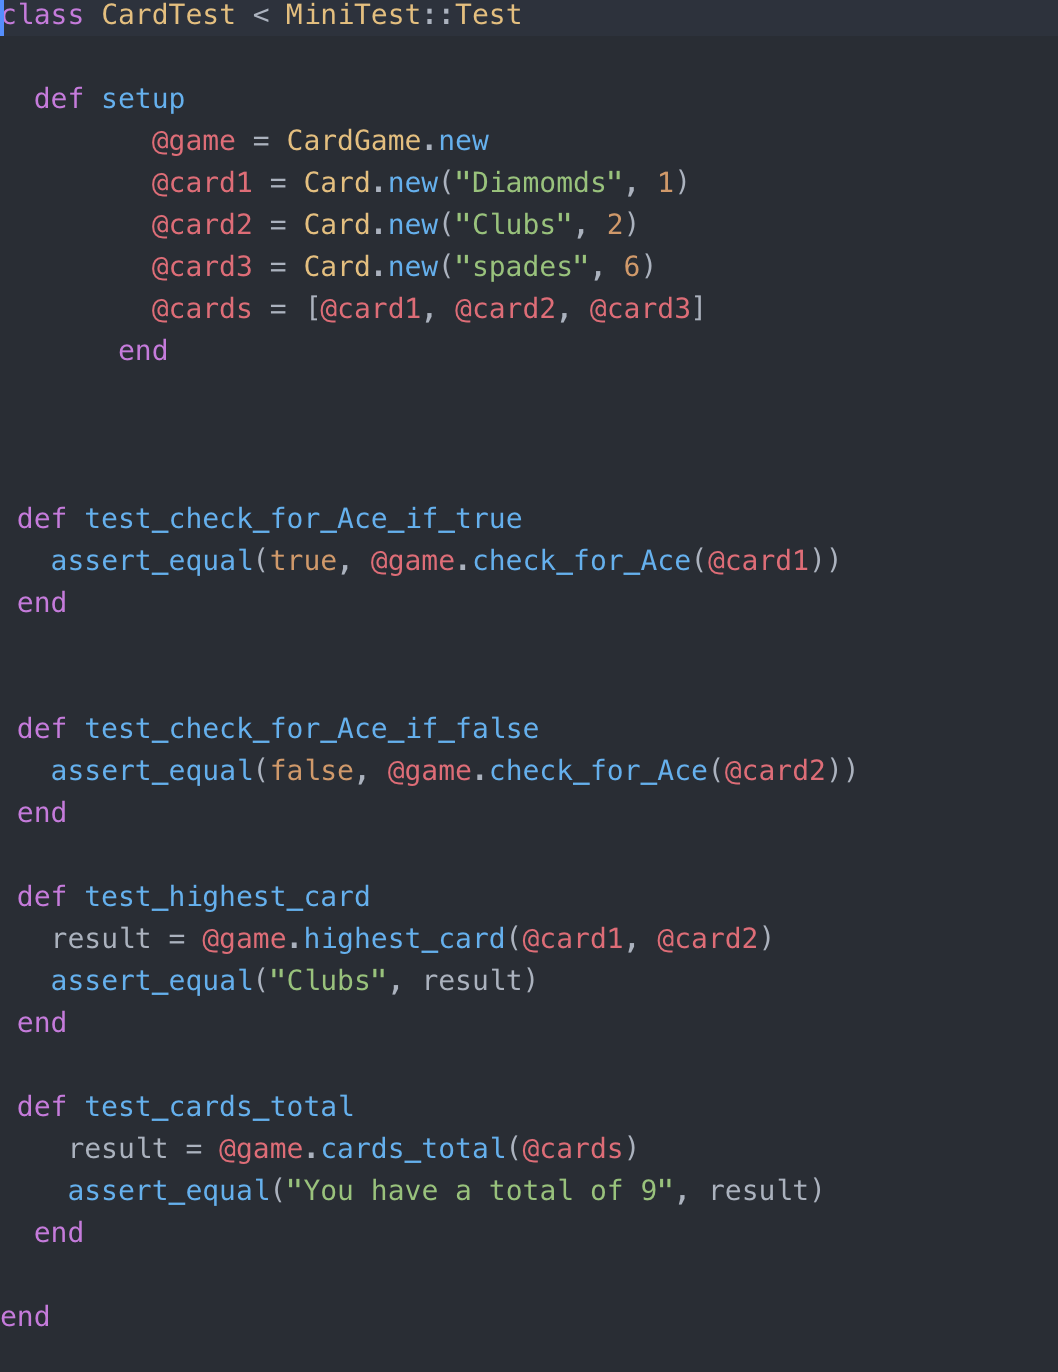 class CardTest < MiniTest::Test
def setup
@game = CardGame.new
@card1 = Card.new("Diamomds", 1)
@card2 = Card.new("Clubs", 2)
@card3 = Card.new("spades", 6)
@cards = [@card1, @card2, @card3]
end
def test_check_for_Ace_if_true
assert_equal(true, @game.check_for_Ace(@card1))
end
def test_check_for_Ace_if_false
assert_equal(false, @game.check_for_Ace(@card2))
end
def test_highest_card
result = @game.highest_card(@card1, @card2)
assert_equal("Clubs", result)
end
def test_cards_total
result = @game.cards_total(@cards)
assert_equal("You have a total of 9", result)
end
end